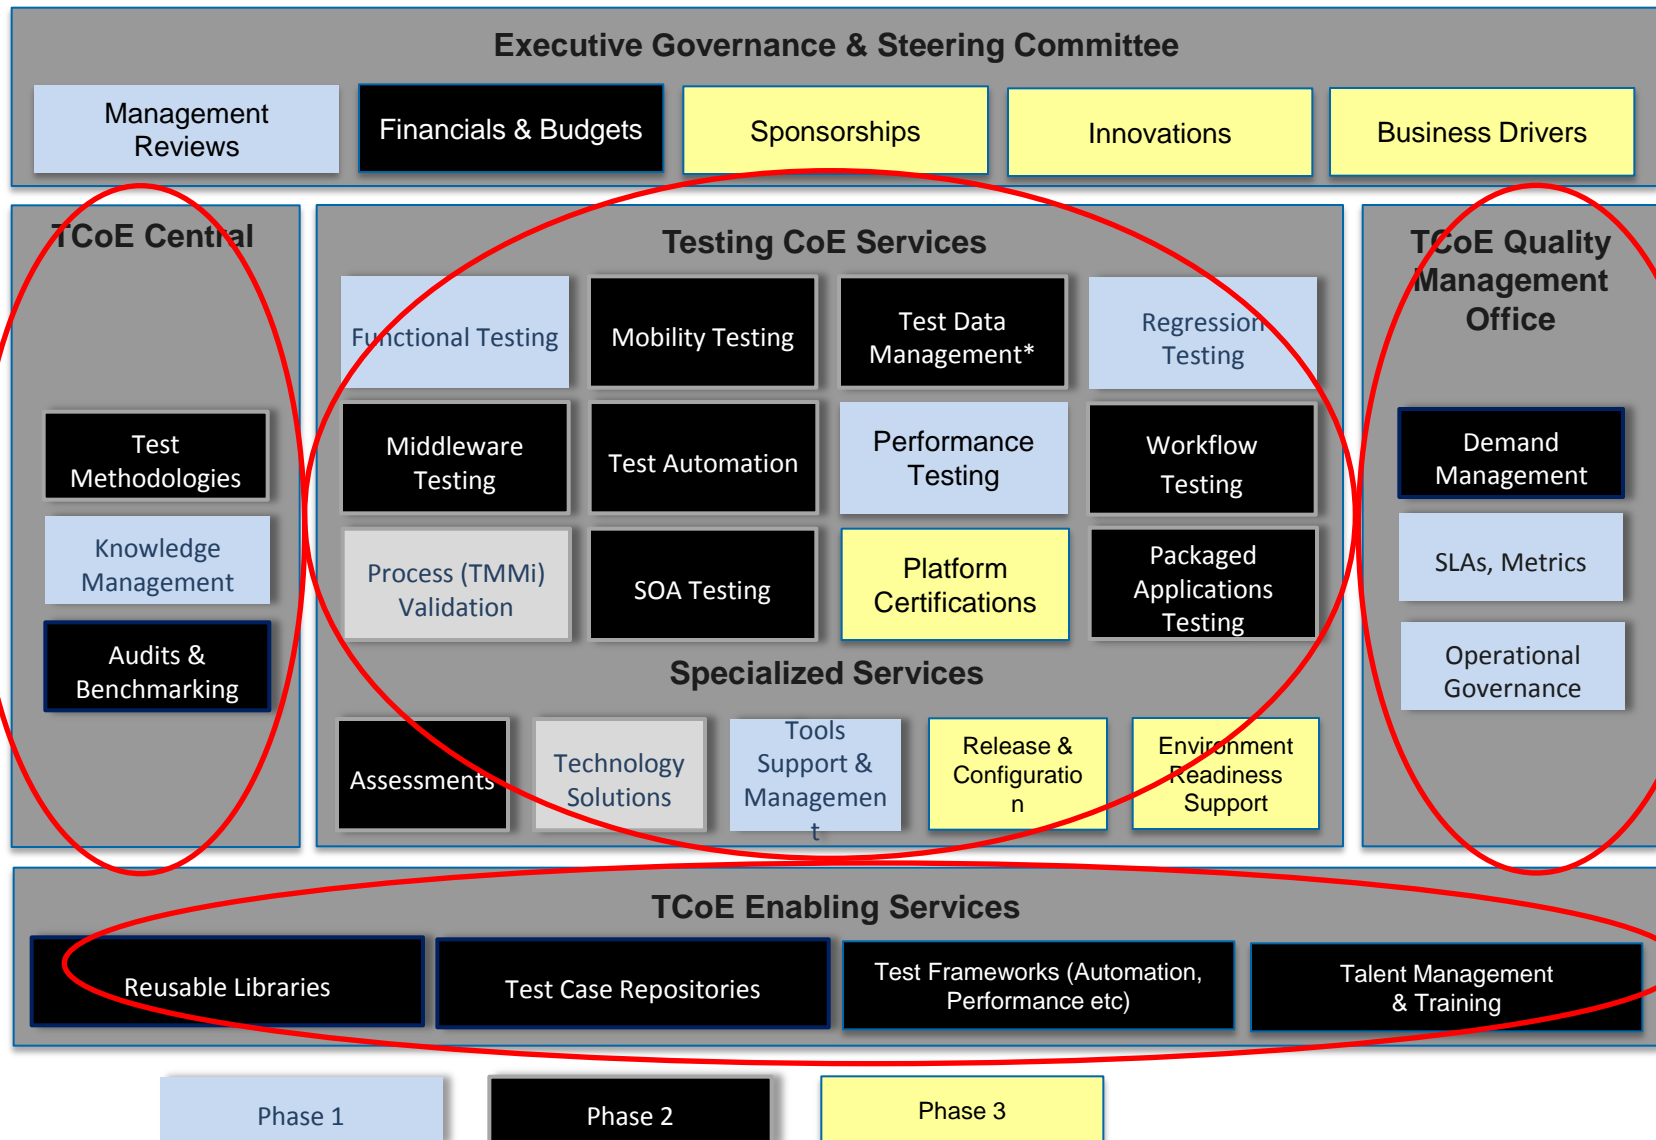 Executive Governance & Steering Committee
Management
Reviews
Financials & Budgets
Sponsorships
Innovations
Business Drivers
TCoE Central
Test
Methodologies
Knowledge
Management
Audits &
Benchmarking
Testing CoE Services
Functional Testing
Mobility Testing
Test Data
Management*
Regression
Testing
Middleware
Testing
Test Automation
Performance
Testing
Workflow
Testing
Process (TMMi)
Validation
SOA Testing
Platform
Certifications
Packaged
Applications
Testing
Specialized Services
Assessments
Technology
Solutions
Tools
Support &
Managemen
t
Release &
Configuratio
n
Environment
Readiness
Support
TCoE Quality
Management
Office
Demand
Management
SLAs, Metrics
Operational
Governance
TCoE Enabling Services
Reusable Libraries
Test Case Repositories
Test Frameworks (Automation,
Performance etc)
Talent Management
& Training
Phase 1
Phase 2
Phase 3